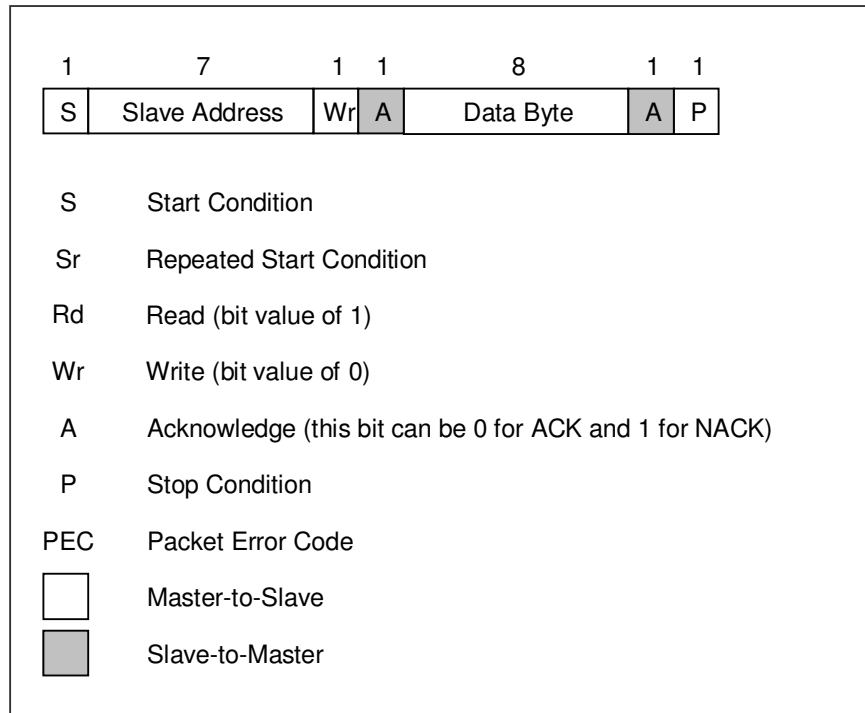 1 7 1 1 8 1 1
S Slave Address Wr A Data Byte A P
S Start Condition
Sr Repeated Start Condition
Rd Read (bit value of 1)
Wr Write (bit value of 0)
A Acknowledge (this bit can be 0 for ACK and 1 for NACK)
P Stop Condition
PEC Packet Error Code
Master-to-Slave
Slave-to-Master